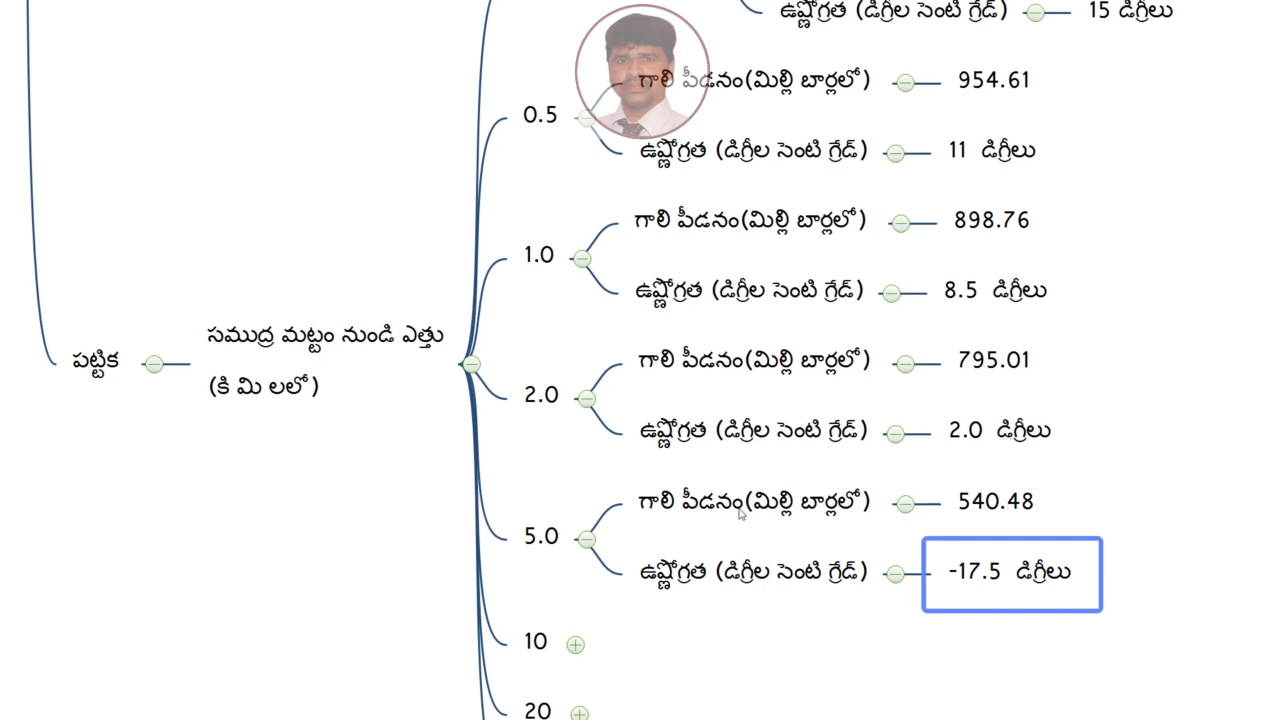 ఉష్ణోగ్రత (డిగ్రీల సెంటి గ్రేడ్) 15 డిగ్రీలు
గాలి పీడనం(మిల్లి బార్లలో) 954.61
0.5
ఉష్ణోగ్రత (డిగ్రీల సెంటి గ్రేడ్) 11 డిగ్రీలు
గాలి పీడనం(మిల్లి బార్లలో) 898.76
1.0
ఉష్ణోగ్రత (డిగ్రీల సెంటి గ్రేడ్) 8.5 డిగ్రీలు
పట్టిక
సముద్ర మట్టం నుండి ఎత్తు
(కి మి లలో)
గాలి పీడనం(మిల్లి బార్లలో) 795.01
2.0
ఉష్ణోగ్రత (డిగ్రీల సెంటి గ్రేడ్) 2.0 డిగ్రీలు
గాలి పీడనం(మిల్లి బార్లలో) 540.48
5.0
ఉష్ణోగ్రత (డిగ్రీల సెంటి గ్రేడ్) -17.5 డిగ్రీలు
10
20